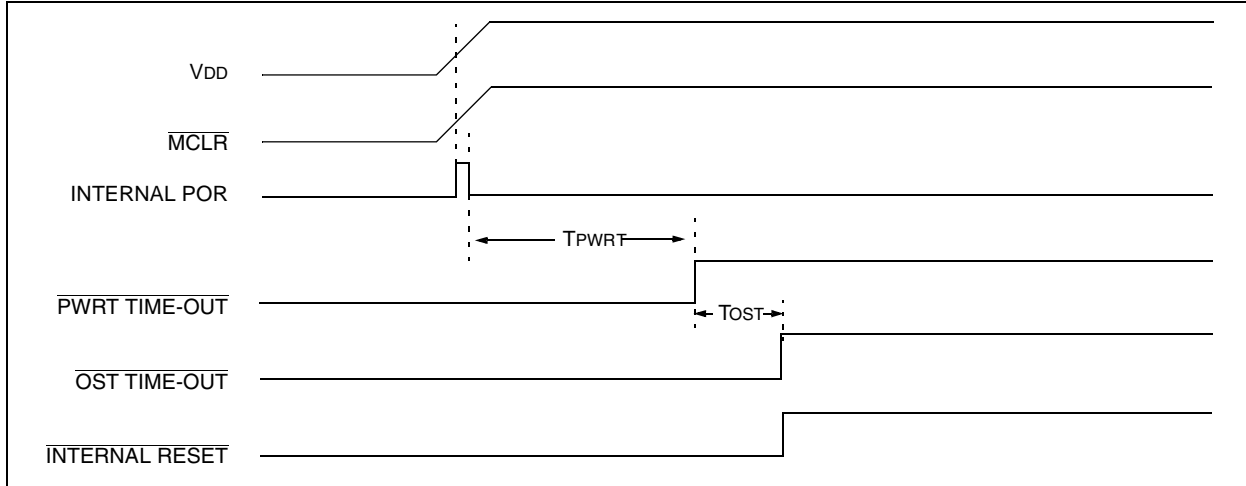 VDD
MCLR
INTERNAL POR
TPWRT
PWRT TIME-OUT
TOST
OST TIME-OUT
INTERNAL RESET